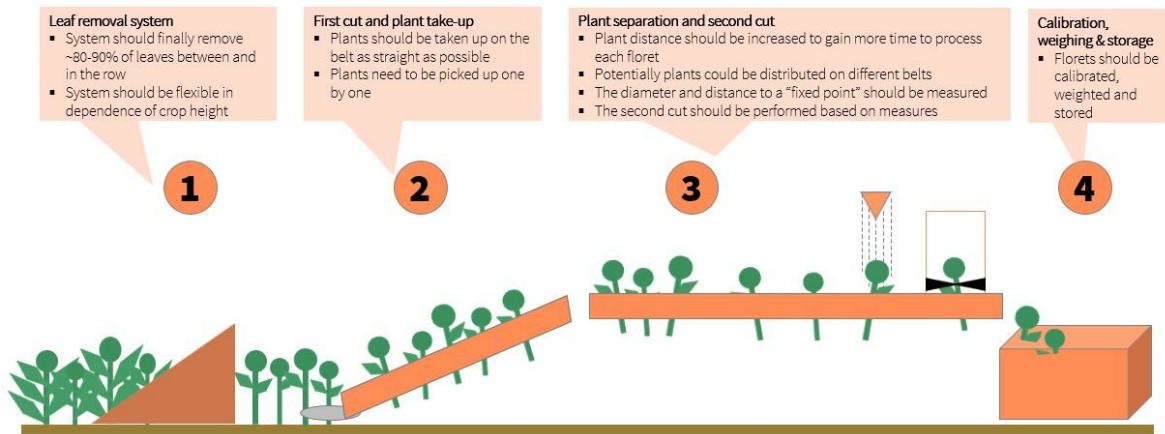 Leaf removal system
▪ System should finally remove
~80-90% of leaves between and
in the row
▪ System should be flexible in
dependence of crop height
First cut and plant take-up
▪ Plants should be taken up on the
belt as straight as possible
▪ Plants need to be picked up one
by one
Plant separation and second cut
▪ Plant distance should be increased to gain more time to process
each floret
▪ Potentially plants could be distributed on different belts
▪ The diameter and distance to a “fixed point” should be measured
▪ The second cut should be performed based on measures
Calibration,
weighing & storage
▪ Florets should be
calibrated,
weighted and
stored
1
2
3
4